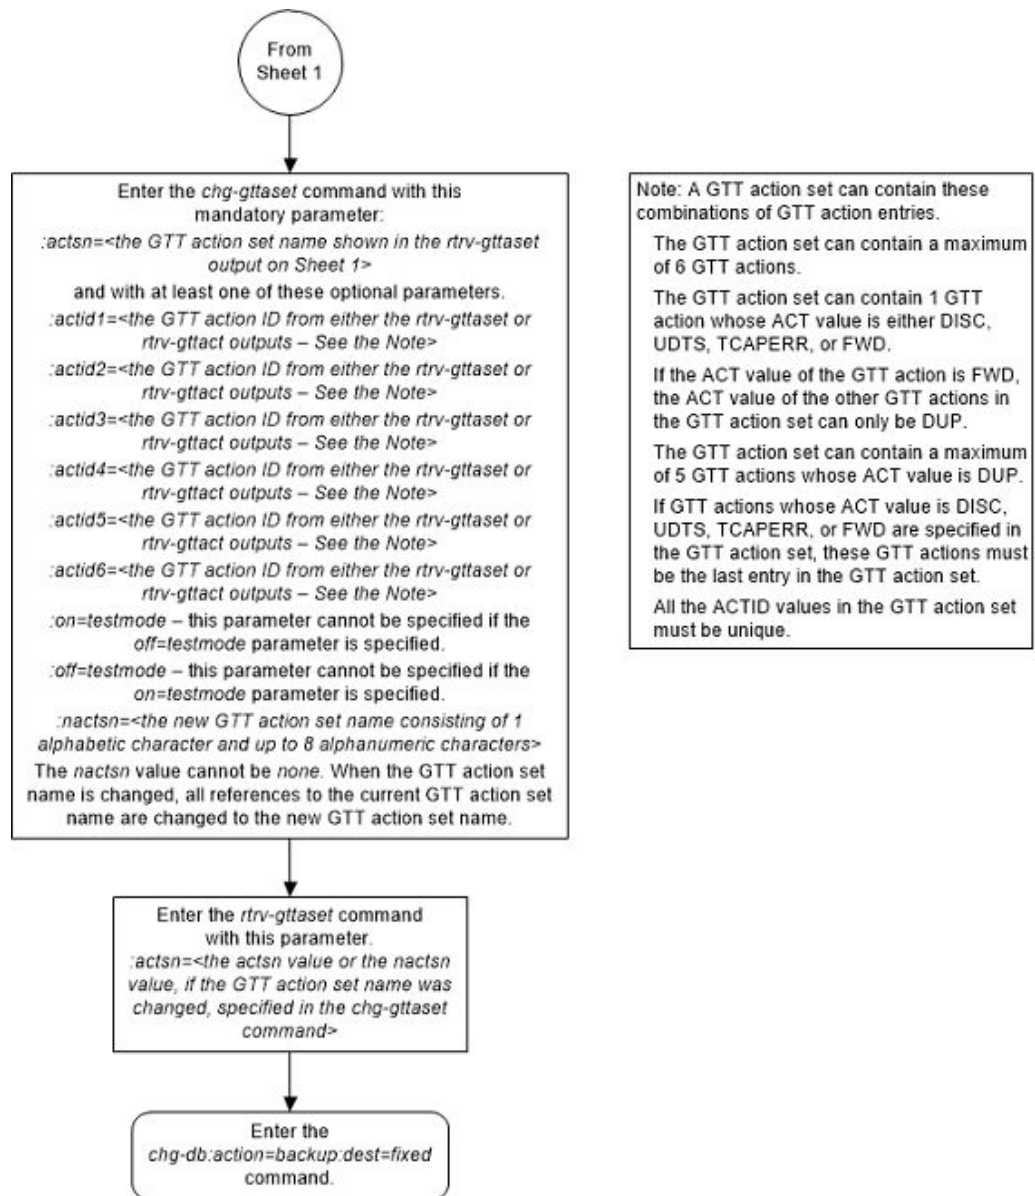 From
Sheet 1
Enter the chg-gttaset command with this
mandatory parameter:
:actsn=<the GTT action set name shown in the rtrv-gttaset
output on Sheet 1>
and with at least one of these optional parameters.
:actid1=<the GTT action ID from either the rtrv-gttaset or
rtrv-gttact outputs – See the Note>
:actid2=<the GTT action ID from either the rtrv-gttaset or
rtrv-gttact outputs – See the Note>
:actid3=<the GTT action ID from either the rtrv-gttaset or
rtrv-gttact outputs – See the Note>
:actid4=<the GTT action ID from either the rtrv-gttaset or
rtrv-gttact outputs – See the Note>
:actid5=<the GTT action ID from either the rtrv-gttaset or
rtrv-gttact outputs – See the Note>
:actid6=<the GTT action ID from either the rtrv-gttaset or
rtrv-gttact outputs – See the Note>
:on=testmode – this parameter cannot be specified if the
off=testmode parameter is specified.
:off=testmode – this parameter cannot be specified if the
on=testmode parameter is specified.
:nactsn=<the new GTT action set name consisting of 1
alphabetic character and up to 8 alphanumeric characters>
The nactsn value cannot be none. When the GTT action set
name is changed, all references to the current GTT action set
name are changed to the new GTT action set name.
Note: A GTT action set can contain these
combinations of GTT action entries.
The GTT action set can contain a maximum
of 6 GTT actions.
The GTT action set can contain 1 GTT
action whose ACT value is either DISC,
UDTS, TCAPERR, or FWD.
If the ACT value of the GTT action is FWD,
the ACT value of the other GTT actions in
the GTT action set can only be DUP.
The GTT action set can contain a maximum
of 5 GTT actions whose ACT value is DUP.
If GTT actions whose ACT value is DISC,
UDTS, TCAPERR, or FWD are specified in
the GTT action set, these GTT actions must
be the last entry in the GTT action set.
All the ACTID values in the GTT action set
must be unique.
Enter the rtrv-gttaset command
with this parameter.
:actsn=<the actsn value or the nactsn
value, if the GTT action set name was
changed, specified in the chg-gttaset
command>
Enter the
chg-db:action=backup:dest=fixed
command.